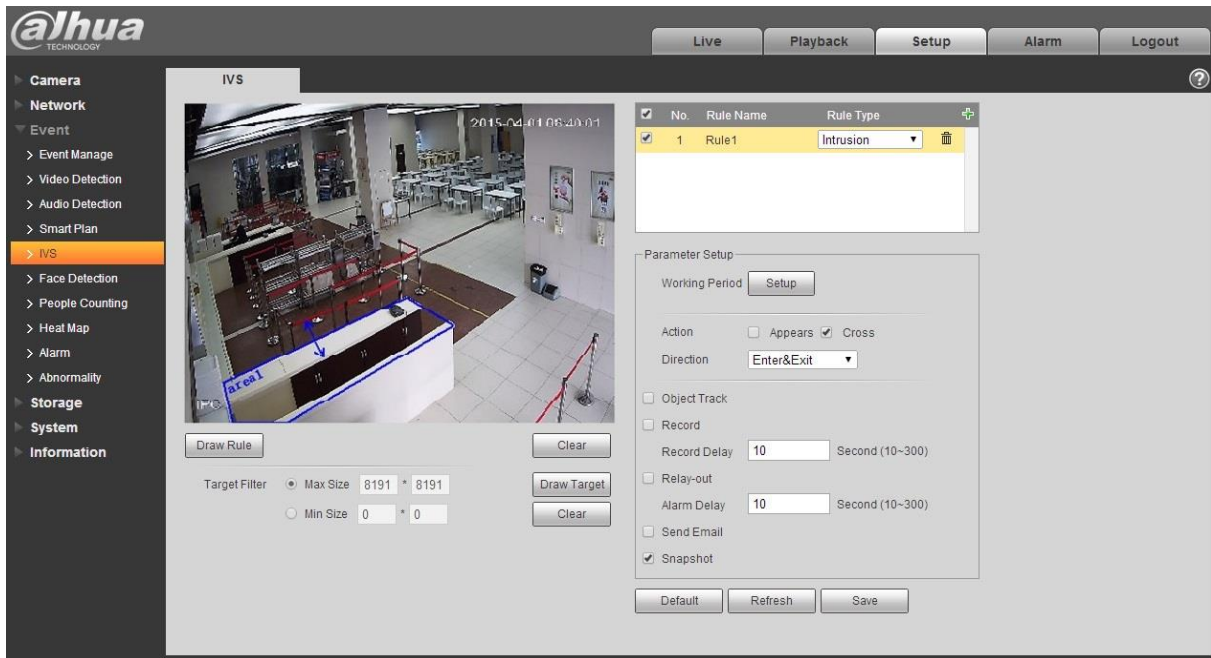 alhua
TECHNOLOGY
Live
Playback
Setup
Alarm
Logout
Camera
Network
Event
Event Manage
Video Detection
Audio Detection
Smart Plan
IVS
Face Detection
People Counting
Heat Map
Alarm
Abnormality
Storage
System
Information
IVS
2015-04-01 06:40:01
area1
IPC
Draw Rule
Clear
Target Filter Max Size 8191 * 8191 Draw Target
Min Size 0 * 0 Clear
No. Rule Name Rule Type
1 Rule1 Intrusion
Parameter Setup
Working Period Setup
Action Appears Cross
Direction Enter&Exit
Object Track
Record
Record Delay 10 Second (10~300)
Relay-out
Alarm Delay 10 Second (10~300)
Send Email
Snapshot
Default Refresh Save